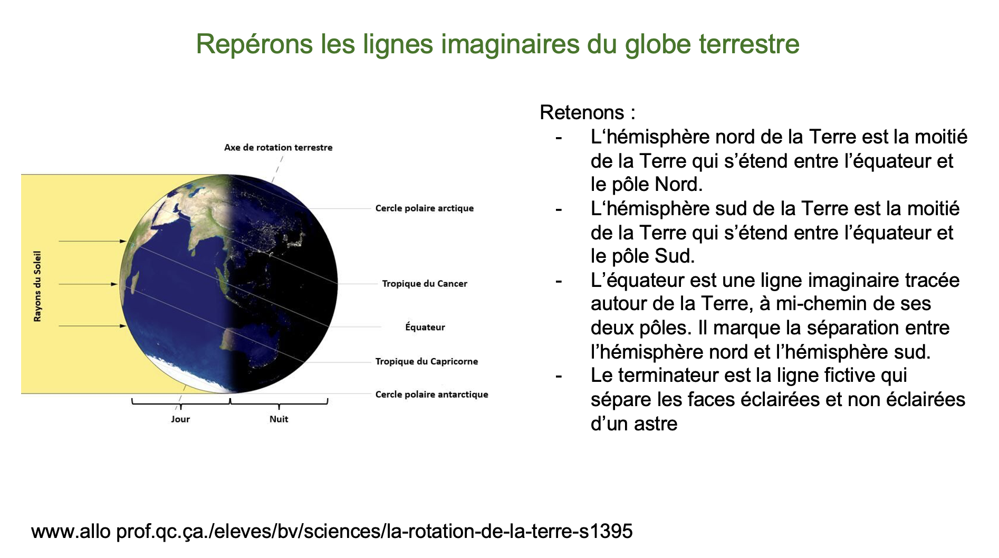 Repérons les lignes imaginaires du globe terrestre
Axe de rotation terrestre
Cercle polaire arctique
Rayons du Soleil
Tropique du Cancer
Équateur
Tropique du Capricorne
Cercle polaire antarctique
Jour
Nuit
Retenons :
- L‘hémisphère nord de la Terre est la moitié
de la Terre qui s’étend entre l’équateur et
le pôle Nord.
- L‘hémisphère sud de la Terre est la moitié
de la Terre qui s’étend entre l’équateur et
le pôle Sud.
- L’équateur est une ligne imaginaire tracée
autour de la Terre, à mi-chemin de ses
deux pôles. Il marque la séparation entre
l’hémisphère nord et l’hémisphère sud.
- Le terminateur est la ligne fictive qui
sépare les faces éclairées et non éclairées
d’un astre
www.allo prof.qc.ça./eleves/bv/sciences/la-rotation-de-la-terre-s1395